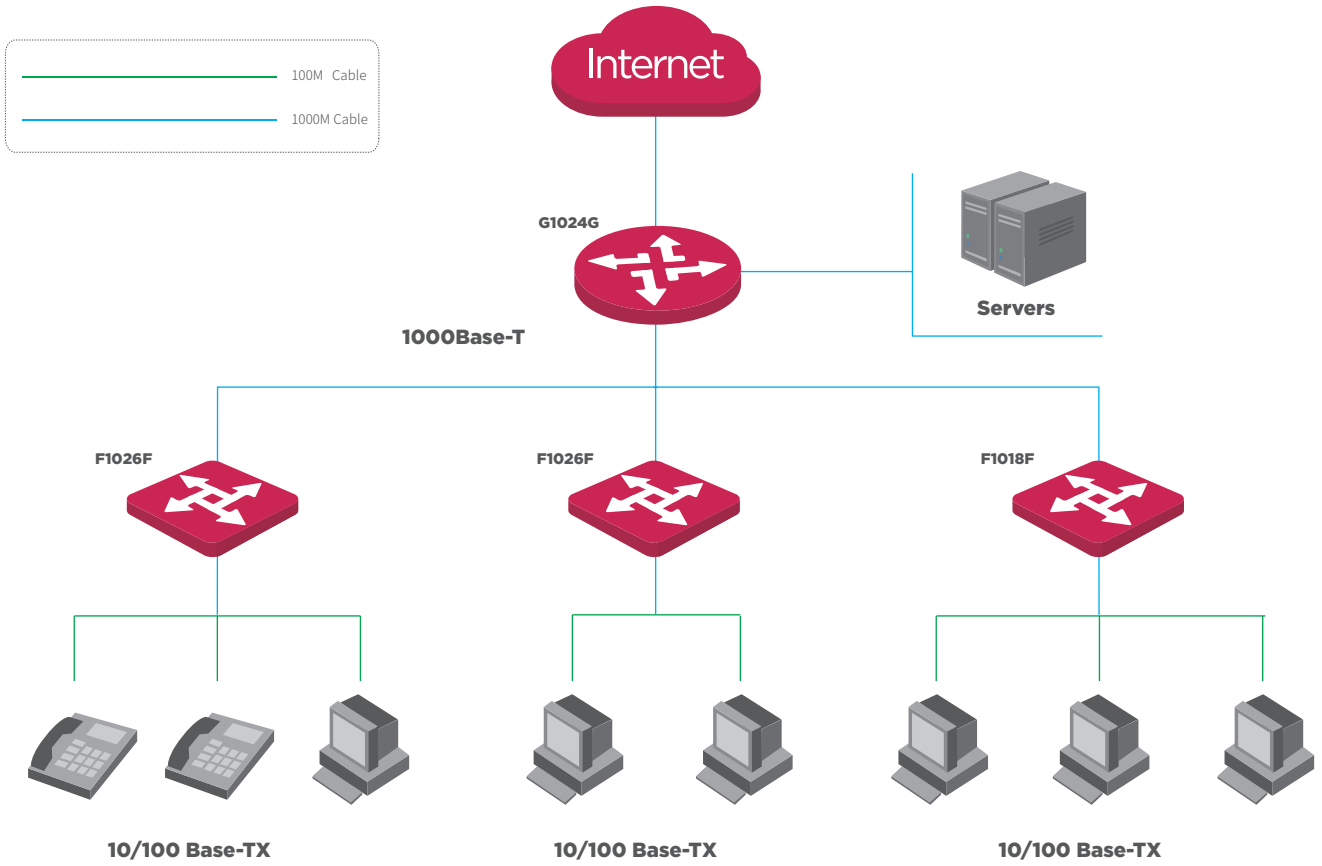 Internet
100M Cable
1000M Cable
G1024G
Servers
1000Base-T
F1026F
F1026F
F1018F
10/100 Base-TX
10/100 Base-TX
10/100 Base-TX